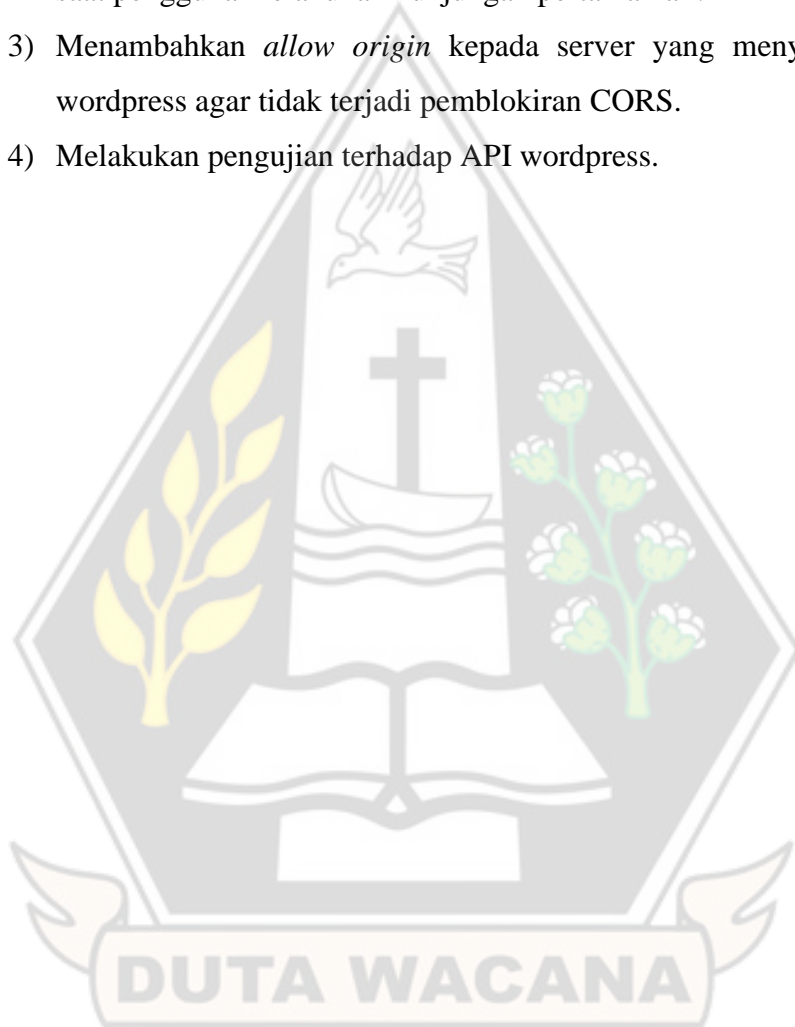 3) Menambahkan allow origin kepada server yang meny
wordpress agar tidak terjadi pemblokiran CORS.
4) Melakukan pengujian terhadap API wordpress.
DUTA WACANA